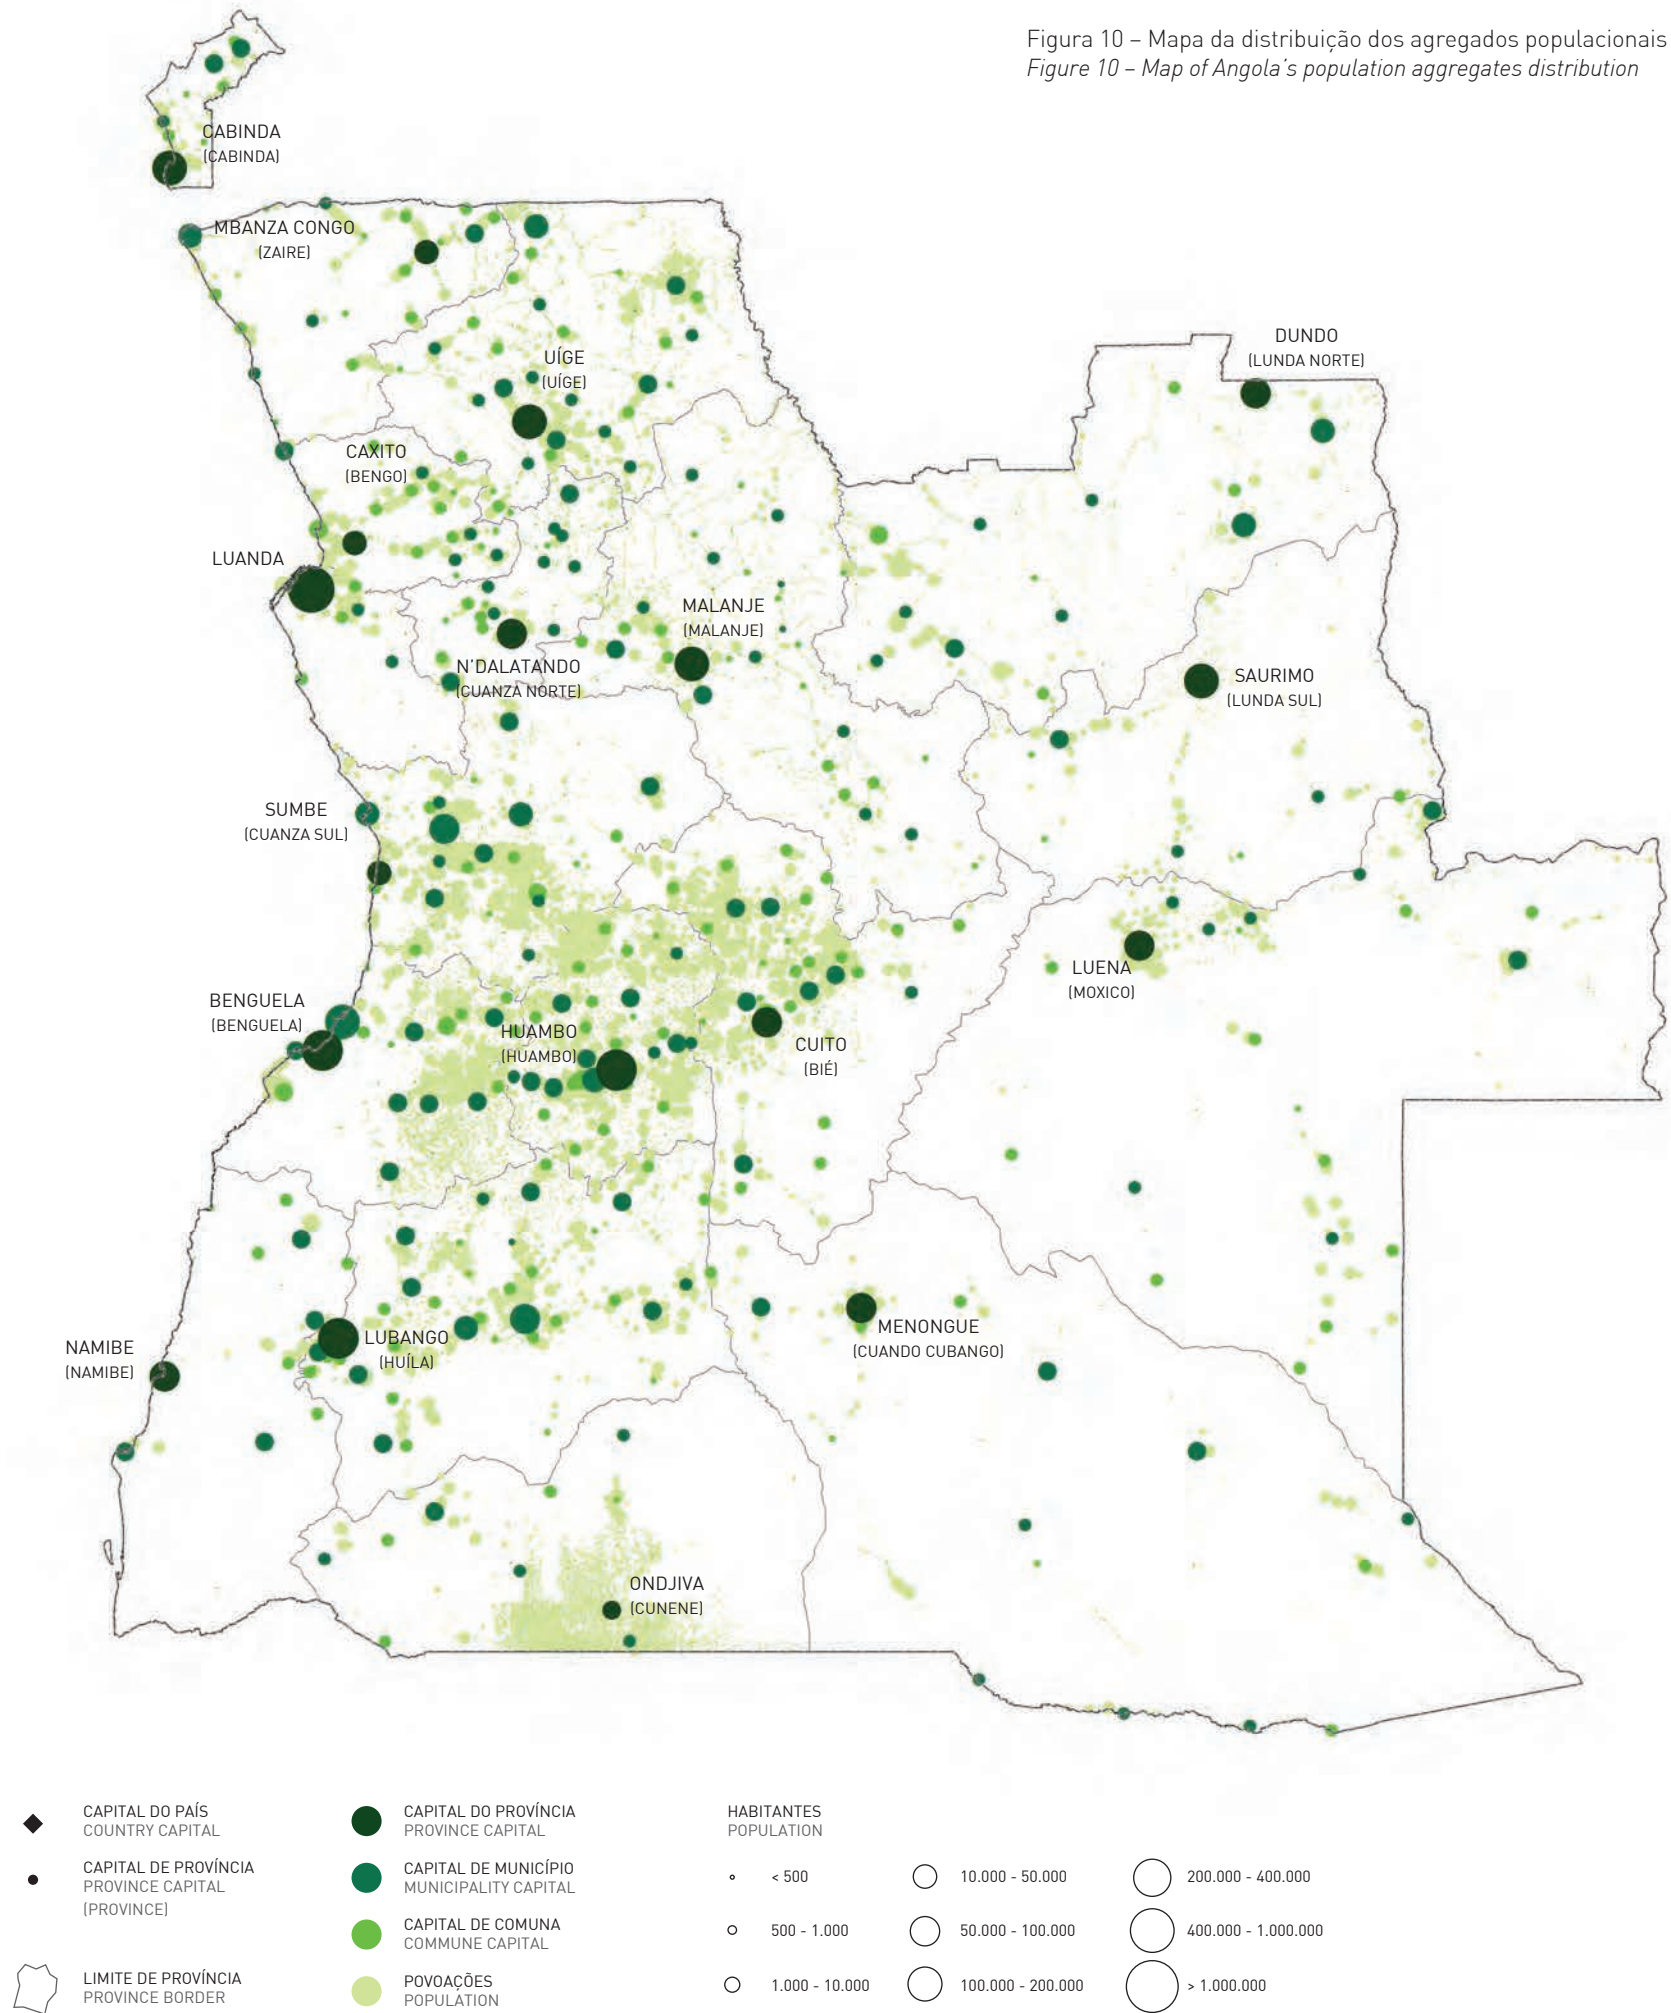 Figura 10 – Mapa da distribuição dos agregados populacionais
Figure 10 – Map of Angola's population aggregates distribution
CABINDA
(CABINDA)
MBANZA CONGO
(ZAIRE)
DUNDO
(LUNDA NORTE)
UÍGE
(UÍGE)
CAXITO
(BENGO)
LUANDA
MALANJE
(MALANJE)
N'DALATANDO
(CUANZA NORTE)
SAURIMO
(LUNDA SUL)
SUMBE
(CUANZA SUL)
LUENA
(MOXICO)
BENGUELA
(BENGUELA)
HUAMBO
(HUAMBO)
CUITO
(BIÉ)
MENONGUE
(CUANDO CUBANGO)
LUBANGO
(HUÍLA)
NAMIBE
(NAMIBE)
ONDJIVA
(CUNENE)
CAPITAL DO PAÍS
COUNTRY CAPITAL
CAPITAL DE PROVÍNCIA
PROVINCE CAPITAL
(PROVINCE)
LIMITE DE PROVÍNCIA
PROVINCE BORDER
CAPITAL DO PROVÍNCIA
PROVINCE CAPITAL
CAPITAL DE MUNICÍPIO
MUNICIPALITY CAPITAL
CAPITAL DE COMUNA
COMMUNE CAPITAL
POVOAÇÕES
POPULATION
HABITANTES
POPULATION
< 500
500 - 1.000
1.000 - 10.000
10.000 - 50.000
50.000 - 100.000
100.000 - 200.000
200.000 - 400.000
400.000 - 1.000.000
> 1.000.000